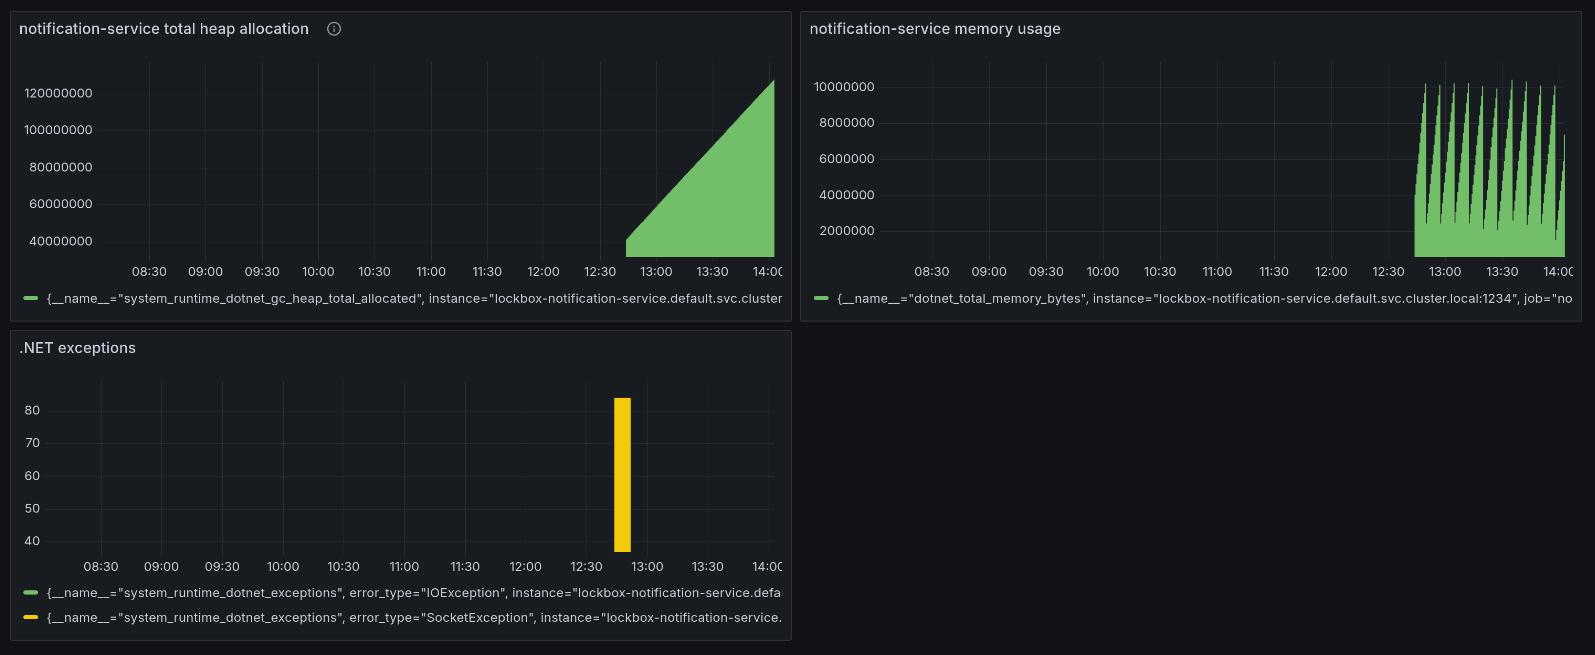 notification-service total heap allocation
120000000
100000000
80000000
60000000
40000000
08:30 09:00 09:30 10:00 10:30 11:00 11:30 12:00 12:30 13:00 13:30 14:00
{__name__="system_runtime_dotnet_gc_heap_total_allocated", instance="lockbox-notification-service.default.svc.cluster
notification-service memory usage
10000000
8000000
6000000
4000000
2000000
08:30 09:00 09:30 10:00 10:30 11:00 11:30 12:00 12:30 13:00 13:30 14:00
{__name__="dotnet_total_memory_bytes", instance="lockbox-notification-service.default.svc.cluster.local:1234", job="no
.NET exceptions
80
70
60
50
40
08:30 09:00 09:30 10:00 10:30 11:00 11:30 12:00 12:30 13:00 13:30 14:00
{__name__="system_runtime_dotnet_exceptions", error_type="IOException", instance="lockbox-notification-service.defa
{__name__="system_runtime_dotnet_exceptions", error_type="SocketException", instance="lockbox-notification-service.